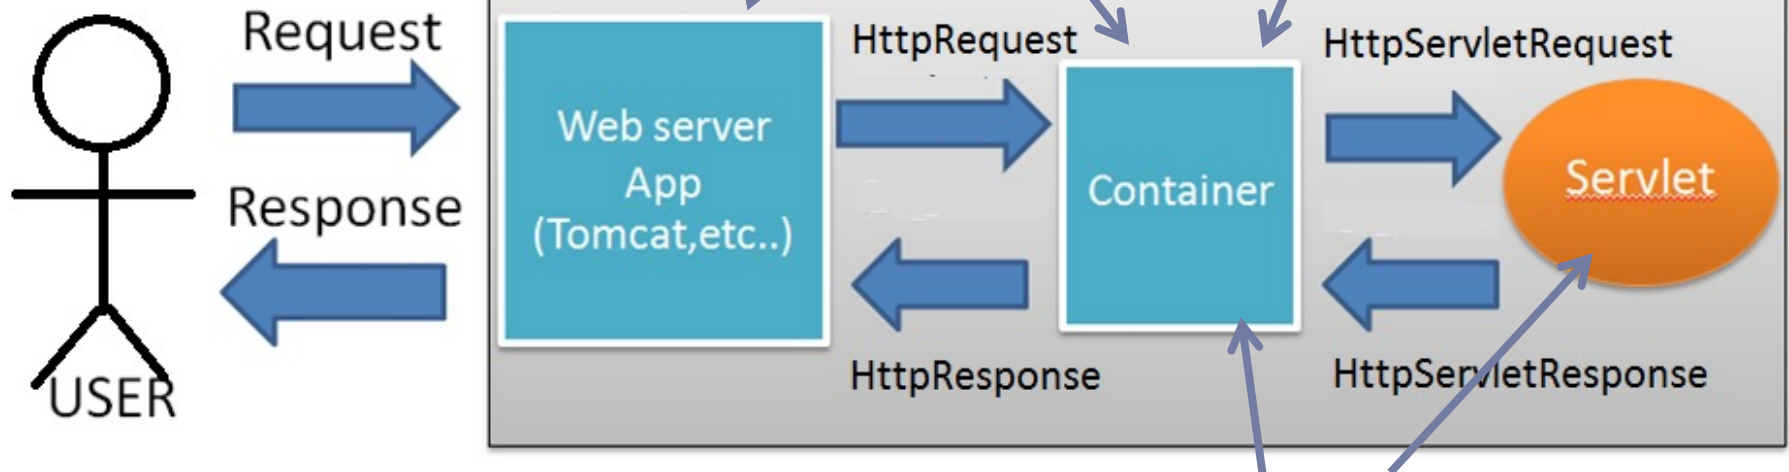 Request
Response
USER
Web server
App
(Tomcat,etc..)
HttpRequest
HttpResponse
Container
HttpServletRequest
HttpServletResponse
Servlet